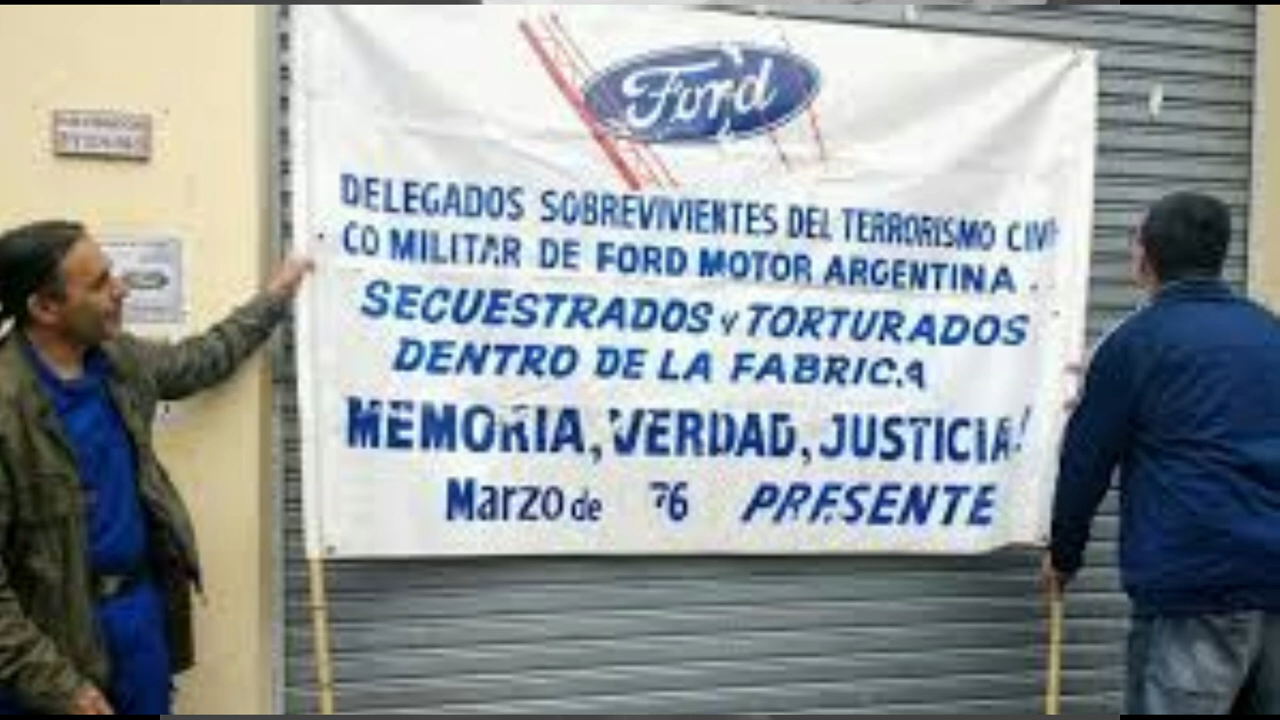 Ford
DELEGADOS SOBREVIVIENTES DEL TERRORISMO CIVI
CO MILITAR DE FORD MOTOR ARGENTINA.
SECUESTRADOS Y TORTURADOS
DENTRO DE LA FABRICA
MEMORIA, VERDAD, JUSTICIA!
Marzo de 76 PRESENTE
Ford